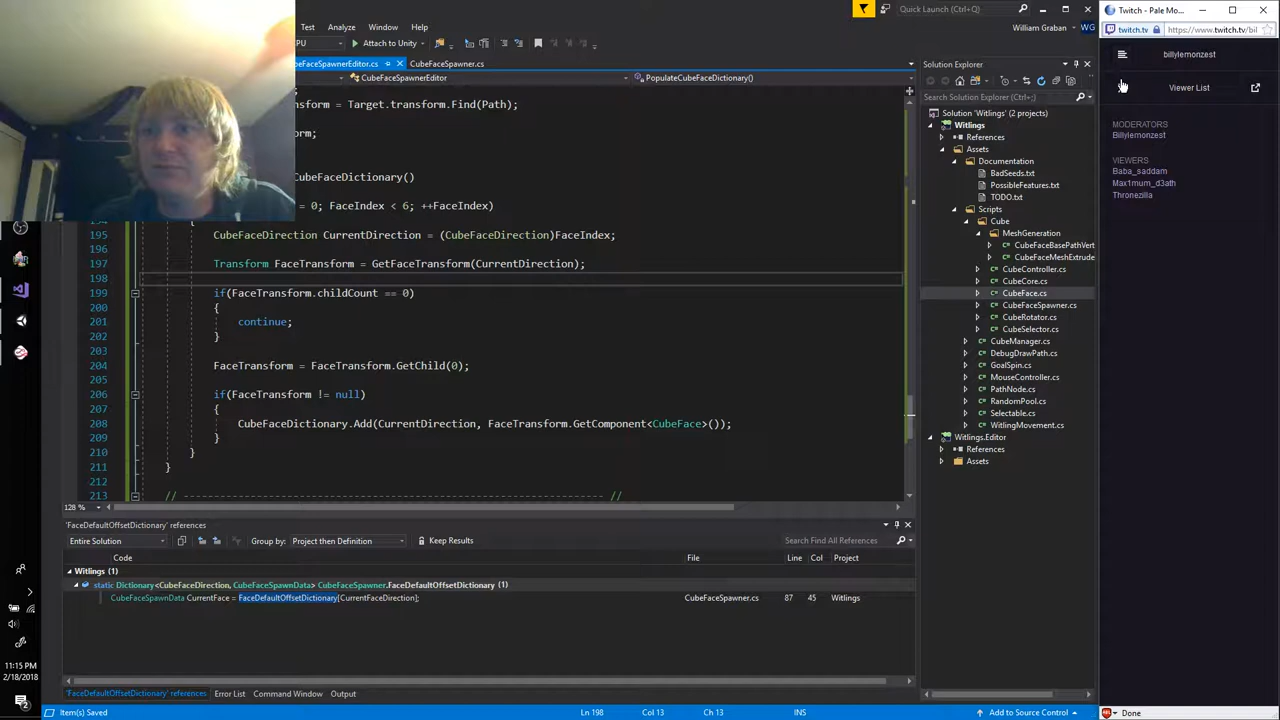 Help
Analyze
Window
Quick Launch (Ctrl+Q)
William Graban
WG
Attach to Unity
CubeFaceSpawner.cs
CubeFaceSpawnerEditor
PopulateCubeFaceDictionary()
= Target.transform.Find(Path);
CubeFaceDictionary()
= 0; FaceIndex < 6; ++FaceIndex)
195 CubeFaceDirection CurrentDirection = (CubeFaceDirection)FaceIndex;
196
197 Transform FaceTransform = GetFaceTransform(CurrentDirection);
198
199 if(FaceTransform.childCount == 0)
200 {
201 continue;
202 }
203
204 FaceTransform = FaceTransform.GetChild(0);
205
206 if(FaceTransform != null)
207 {
208 CubeFaceDictionary.Add(CurrentDirection, FaceTransform.GetComponent<CubeFace>());
209 }
210 }
211 }
212
213 // ------------------------------------------------------------------ //
128 %
'FaceDefaultOffsetDictionary' references
Entire Solution
Group by: Project then Definition
Keep Results
Search Find All References
Code
File
Line
Col
Project
Witlings (1)
static Dictionary<CubeFaceDirection, CubeFaceSpawnData> CubeFaceSpawner.FaceDefaultOffsetDictionary (1)
CubeFaceSpawnData CurrentFace = FaceDefaultOffsetDictionary[CurrentFaceDirection];
CubeFaceSpawner.cs
87
45
Witlings
'FaceDefaultOffsetDictionary' references
Error List
Command Window
Output
Item(s) Saved
Ln 198
Col 13
Ch 13
INS
Add to Source Control
Solution Explorer
Search Solution Explorer (Ctrl+;)
Solution 'Witlings' (2 projects)
Witlings
References
Assets
Documentation
BadSeeds.txt
PossibleFeatures.txt
TODO.txt
Scripts
Cube
MeshGeneration
CubeFaceBasePathVert
CubeFaceMeshExtrude
CubeController.cs
CubeCore.cs
CubeFace.cs
CubeFaceSpawner.cs
CubeRotator.cs
CubeSelector.cs
CubeManager.cs
DebugDrawPath.cs
GoalSpin.cs
MouseController.cs
PathNode.cs
RandomPool.cs
Selectable.cs
WitlingMovement.cs
Witlings.Editor
References
Assets
Twitch - Pale Mo...
twitch.tv
https://www.twitch.tv/bil
billylemonzest
Viewer List
MODERATORS
Billylemonzest
VIEWERS
Baba_saddam
Max1mum_d3ath
Thronezilla
Done
11:15 PM
2/18/2018
2